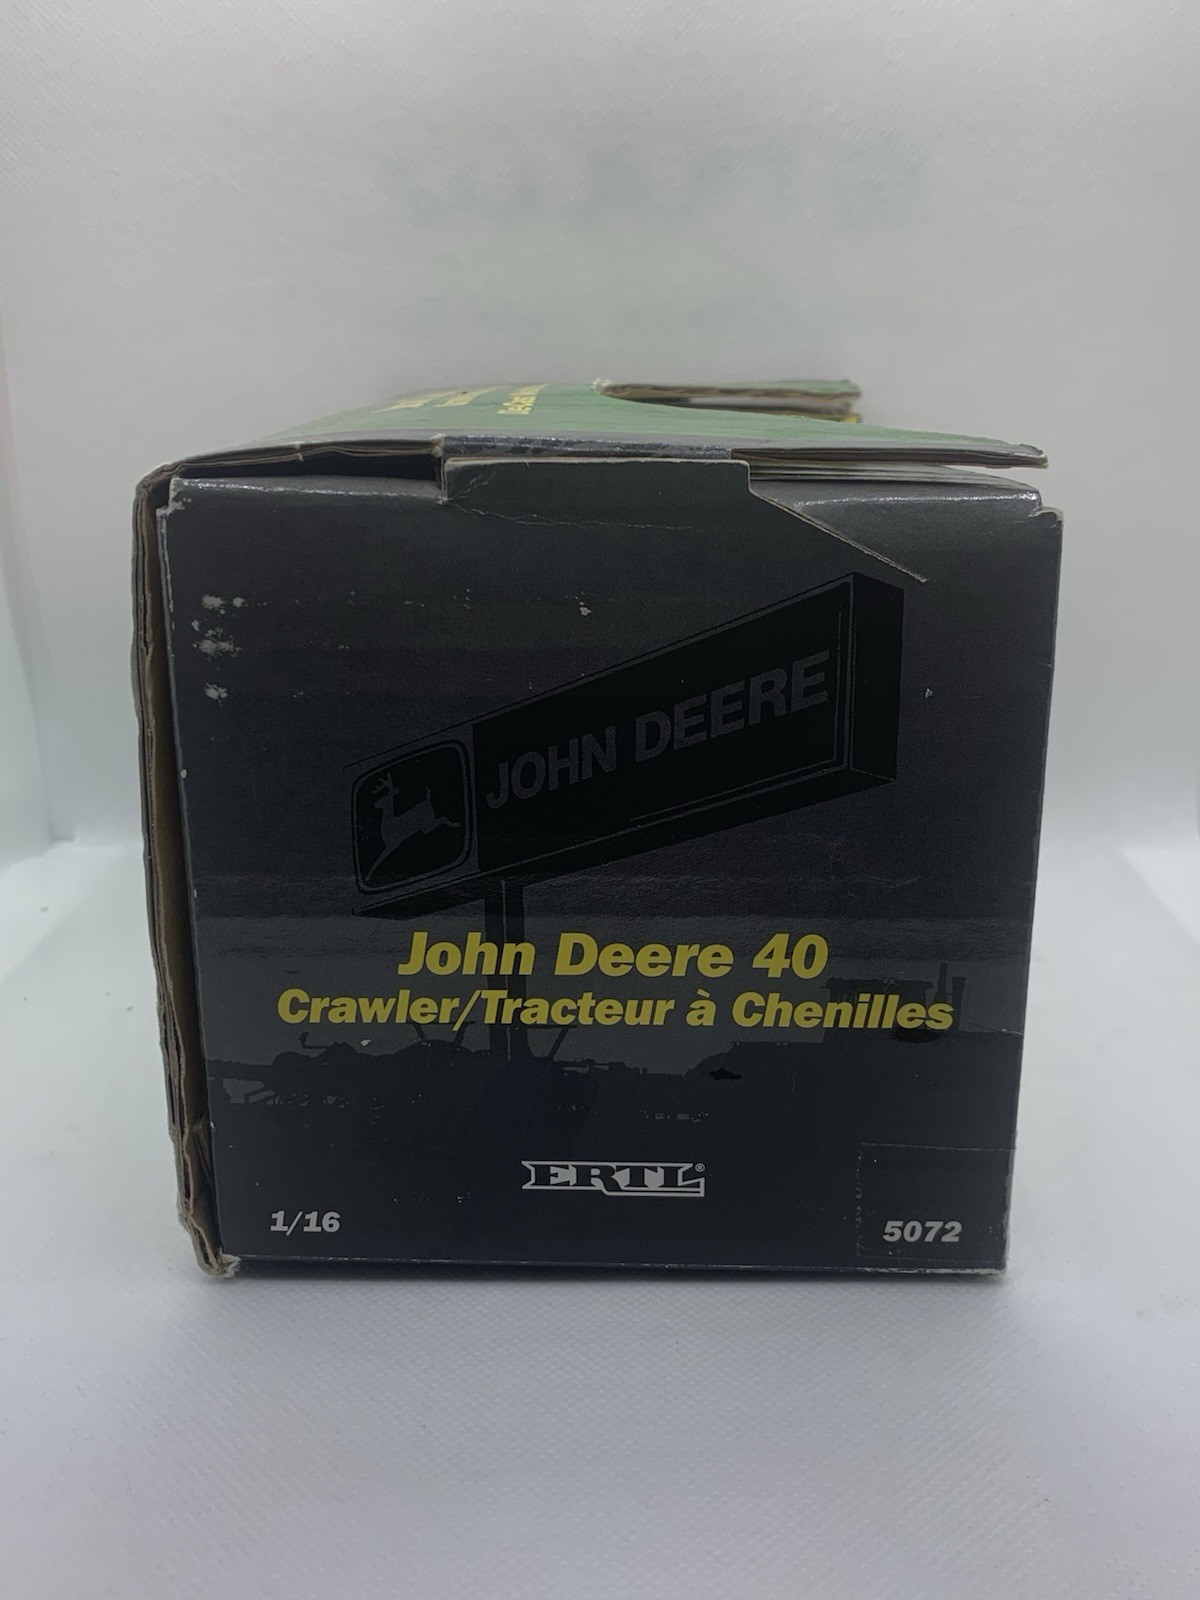 JOHN DEERE
John Deere 40
Crawler/Tracteur à Chenilles
ERTL®
1/16
5072